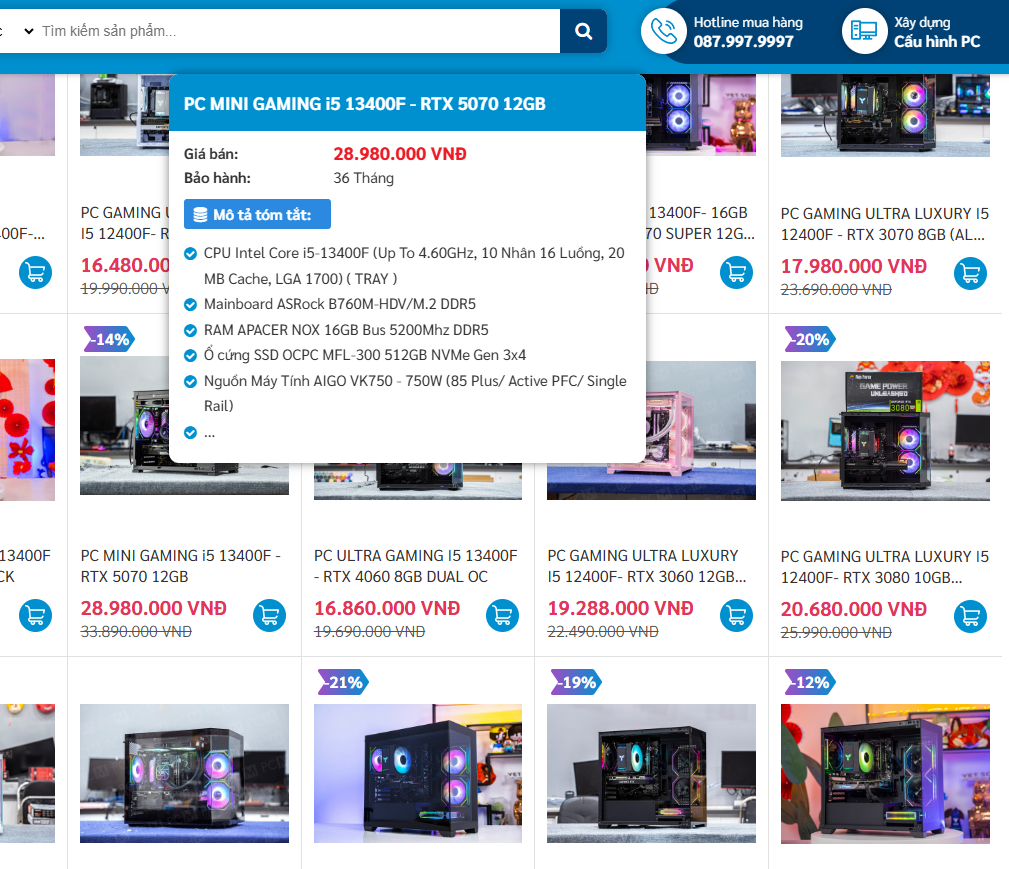 Tìm kiếm sản phẩm...
Hotline mua hàng
087.997.9997
Xây dựng
Cấu hình PC
PC MINI GAMING i5 13400F - RTX 5070 12GB
Giá bán: 28.980.000 VNĐ
Bảo hành: 36 Tháng
Mô tả tóm tắt:
CPU Intel Core i5-13400F (Up To 4.60GHz, 10 Nhân 16 Luồng, 20
MB Cache, LGA 1700) ( TRAY )
Mainboard ASRock B760M-HDV/M.2 DDR5
RAM APACER NOX 16GB Bus 5200Mhz DDR5
Ổ cứng SSD OCPC MFL-300 512GB NVMe Gen 3x4
Nguồn Máy Tính AIGO VK750 - 750W (85 Plus/ Active PFC/ Single
Rail)
...
00F-...
PC GAMING
I5 12400F-
16.480.00
19.990.000
13400F- 16GB
70 SUPER 12G...
VNĐ
PC GAMING ULTRA LUXURY I5
12400F - RTX 3070 8GB (AL...
17.980.000 VNĐ
23.690.000 VNĐ
-14%
-20%
GAME POWER
UNLEASHED
3080
13400F
CK
PC MINI GAMING i5 13400F -
RTX 5070 12GB
28.980.000 VNĐ
33.890.000 VNĐ
PC ULTRA GAMING I5 13400F
- RTX 4060 8GB DUAL OC
16.860.000 VNĐ
19.690.000 VNĐ
PC GAMING ULTRA LUXURY
I5 12400F- RTX 3060 12GB...
19.288.000 VNĐ
22.490.000 VNĐ
PC GAMING ULTRA LUXURY I5
12400F- RTX 3080 10GB...
20.680.000 VNĐ
25.990.000 VNĐ
-21%
-19%
-12%